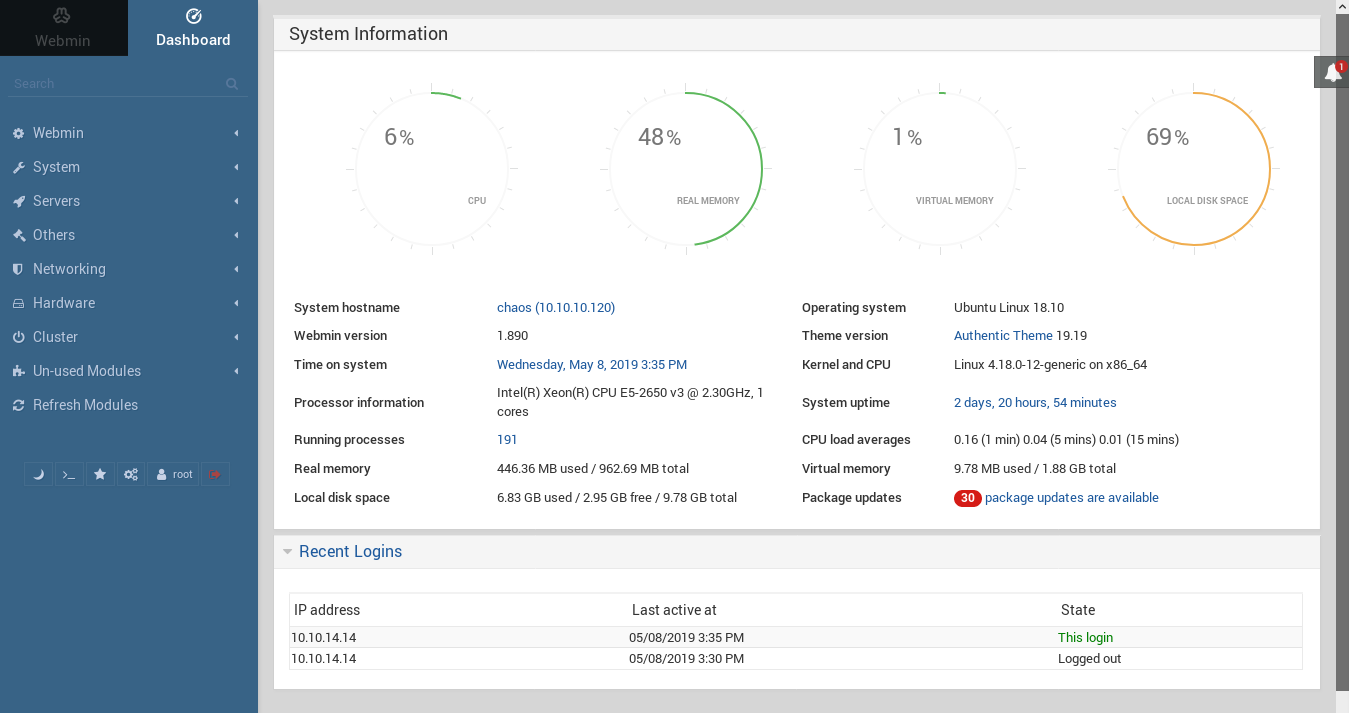 Webmin
Dashboard
Search
Webmin
System
Servers
Others
Networking
Hardware
Cluster
Un-used Modules
Refresh Modules
>_ root
System Information
1
6% 48% 1% 69%
CPU REAL MEMORY VIRTUAL MEMORY LOCAL DISK SPACE
System hostname chaos (10.10.10.120) Operating system Ubuntu Linux 18.10
Webmin version 1.890 Theme version Authentic Theme 19.19
Time on system Wednesday, May 8, 2019 3:35 PM Kernel and CPU Linux 4.18.0-12-generic on x86_64
Processor information Intel(R) Xeon(R) CPU E5-2650 v3 @ 2.30GHz, 1
cores System uptime 2 days, 20 hours, 54 minutes
Running processes 191 CPU load averages 0.16 (1 min) 0.04 (5 mins) 0.01 (15 mins)
Real memory 446.36 MB used / 962.69 MB total Virtual memory 9.78 MB used / 1.88 GB total
Local disk space 6.83 GB used / 2.95 GB free / 9.78 GB total Package updates 30 package updates are available
Recent Logins
IP address Last active at State
10.10.14.14 05/08/2019 3:35 PM This login
10.10.14.14 05/08/2019 3:30 PM Logged out